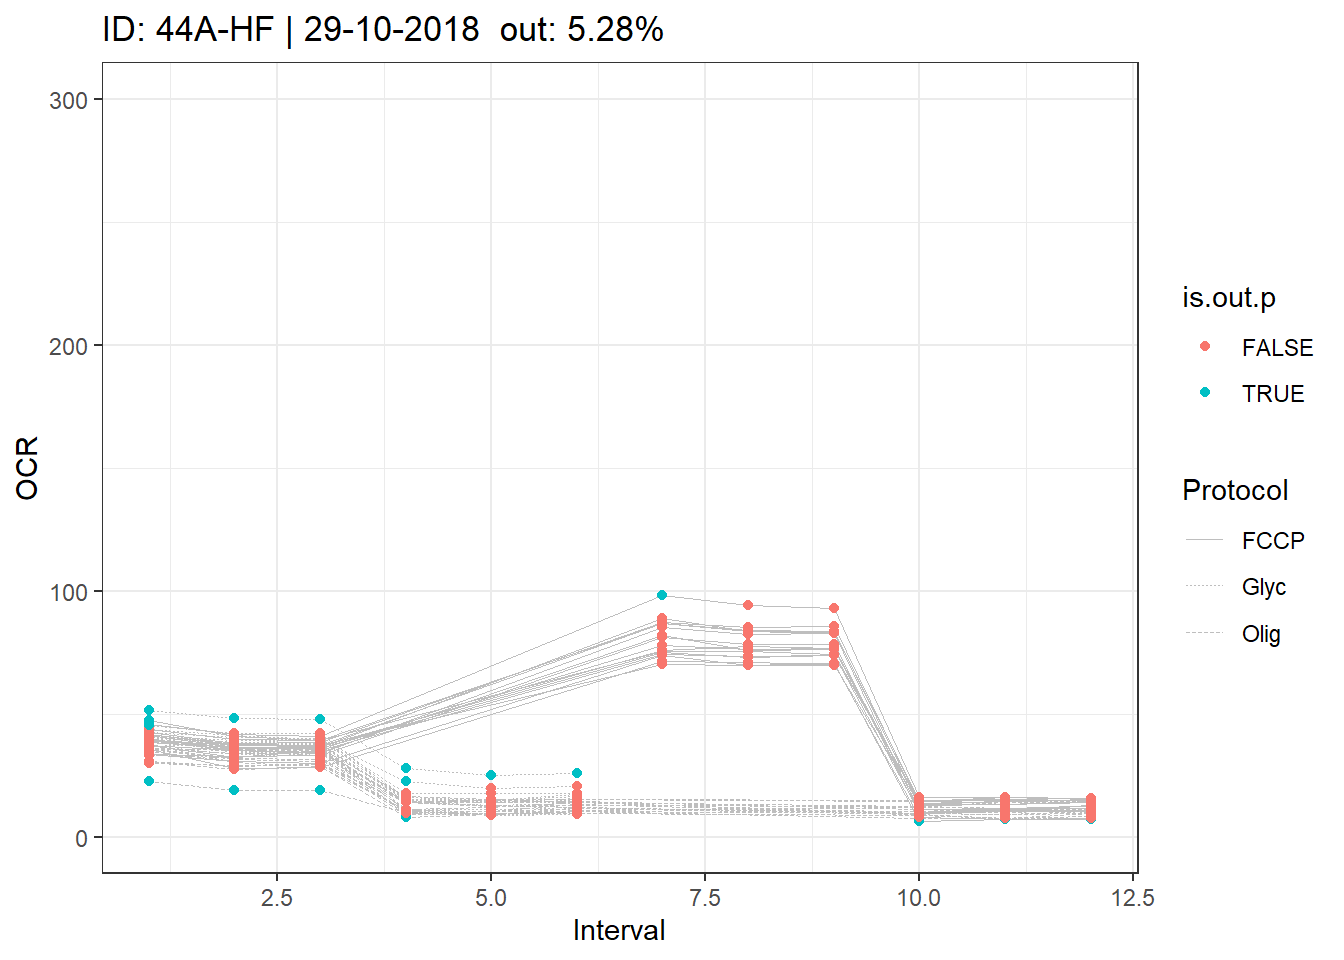 ID: 44A-HF | 29-10-2018  out: 5.28%
300
200
100
0
OCR
2.5
5.0
7.5
10.0
12.5
Interval
is.out.p
FALSE
TRUE
Protocol
FCCP
Glyc
Olig